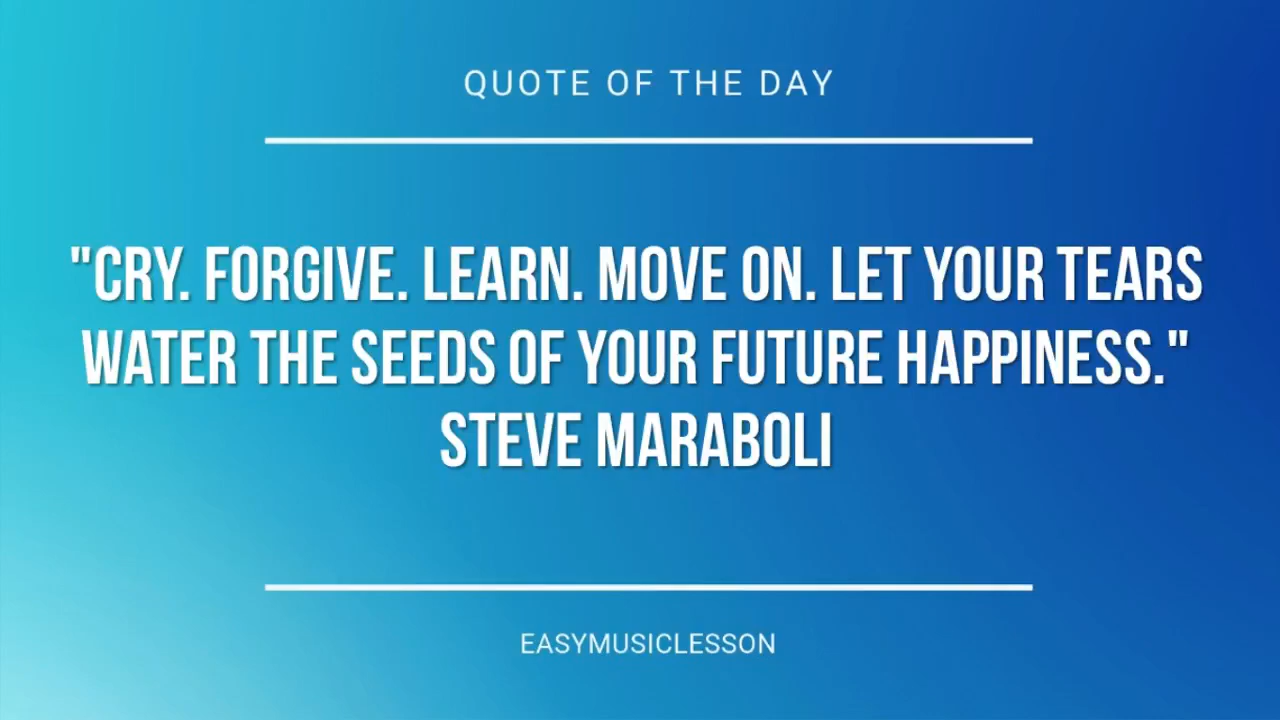 QUOTE OF THE DAY
"CRY. FORGIVE. LEARN. MOVE ON. LET YOUR TEARS
WATER THE SEEDS OF YOUR FUTURE HAPPINESS."
STEVE MARABOLI
EASYMUSICLESSON